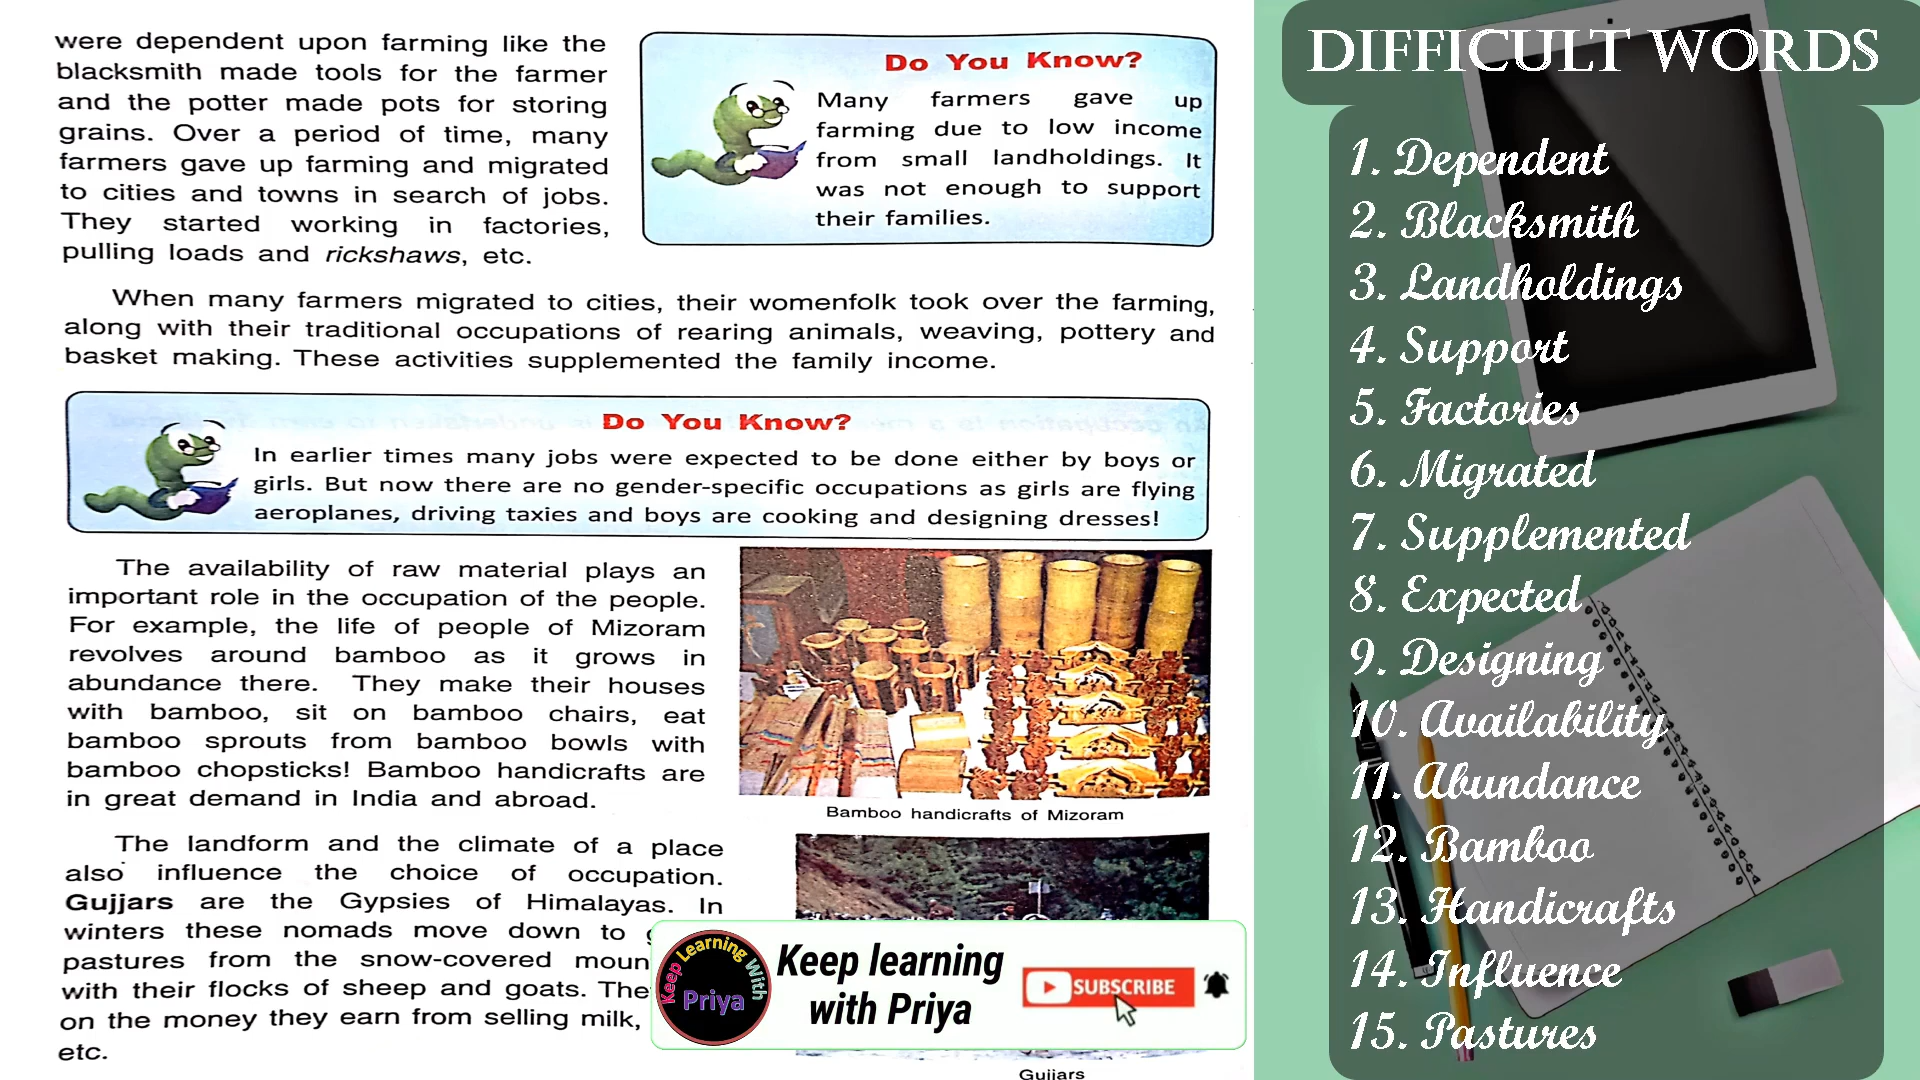 were dependent upon farming like the
blacksmith made tools for the farmer
and the potter made pots for storing
grains. Over a period of time, many
farmers gave up farming and migrated
to cities and towns in search of jobs.
They started working in factories,
pulling loads and rickshaws, etc.
Do You Know?
Many farmers gave up
farming due to low income
from small landholdings. It
was not enough to support
their families.
When many farmers migrated to cities, their womenfolk took over the farming,
along with their traditional occupations of rearing animals, weaving, pottery and
basket making. These activities supplemented the family income.
Do You Know?
In earlier times many jobs were expected to be done either by boys or
girls. But now there are no gender-specific occupations as girls are flying
aeroplanes, driving taxies and boys are cooking and designing dresses!
The availability of raw material plays an
important role in the occupation of the people.
For example, the life of people of Mizoram
revolves around bamboo as it grows in
abundance there. They make their houses
with bamboo, sit on bamboo chairs, eat
bamboo sprouts from bamboo bowls with
bamboo chopsticks! Bamboo handicrafts are
in great demand in India and abroad.
Bamboo handicrafts of Mizoram
The landform and the climate of a place
also influence the choice of occupation.
Gujjars are the Gypsies of Himalayas. In
winters these nomads move down to
pastures from the snow-covered
with their flocks of sheep and goats.
on the money they earn from selling milk,
etc.
Gujjars
Keep Learning With
Priya
Keep learning
with Priya
SUBSCRIBE
DIFFICULT WORDS
1. Dependent
2. Blacksmith
3. Landholdings
4. Support
5. Factories
6. Migrated
7. Supplemented
8. Expected
9. Designing
10. Availability
11. Abundance
12. Bamboo
13. Handicrafts
14. Influence
15. Pastures